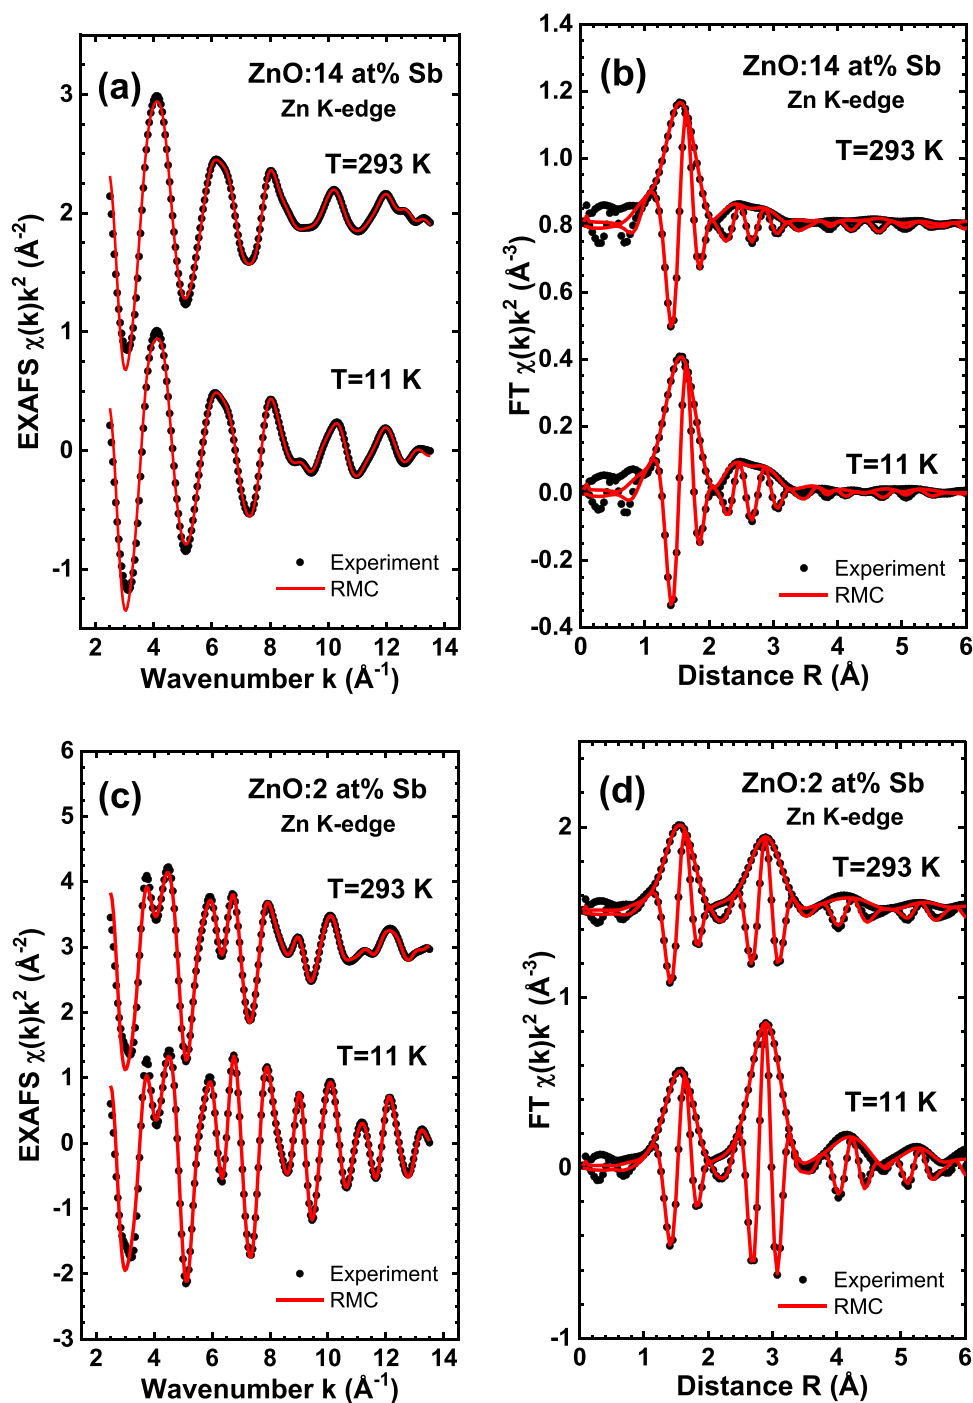 (a)
ZnO:14 at% Sb
Zn K-edge
T=293 K
T=11 K
Experiment
RMC
3
2
1
0
-1
EXAFS χ(k)k² (Å⁻²)
2 4 6 8 10 12 14
Wavenumber k (Å⁻¹)
(b)
ZnO:14 at% Sb
Zn K-edge
T=293 K
T=11 K
Experiment
RMC
1.4
1.2
1.0
0.8
0.6
0.4
0.2
0.0
-0.2
-0.4
FT χ(k)k² (Å⁻³)
0 1 2 3 4 5 6
Distance R (Å)
(c)
ZnO:2 at% Sb
Zn K-edge
T=293 K
T=11 K
Experiment
RMC
6
5
4
3
2
1
0
-1
-2
-3
EXAFS χ(k)k² (Å⁻²)
2 4 6 8 10 12 14
Wavenumber k (Å⁻¹)
(d)
ZnO:2 at% Sb
Zn K-edge
T=293 K
T=11 K
Experiment
RMC
2
1
0
-1
FT χ(k)k² (Å⁻³)
0 1 2 3 4 5 6
Distance R (Å)